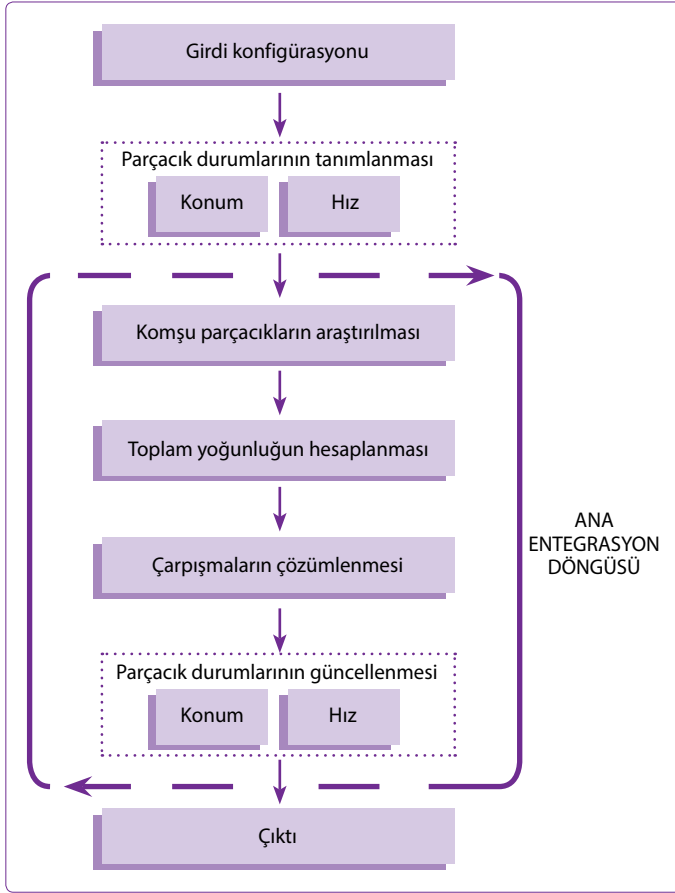 Girdi konfigürasyonu
Parçacık durumlarının tanımlanması
Konum
Hız
Komşu parçacıkların araştırılması
Toplam yoğunluğun hesaplanması
Çarpışmaların çözümlenmesi
ANA
ENTEGRASYON
DÖNGÜSÜ
Parçacık durumlarının güncellenmesi
Konum
Hız
Çıktı